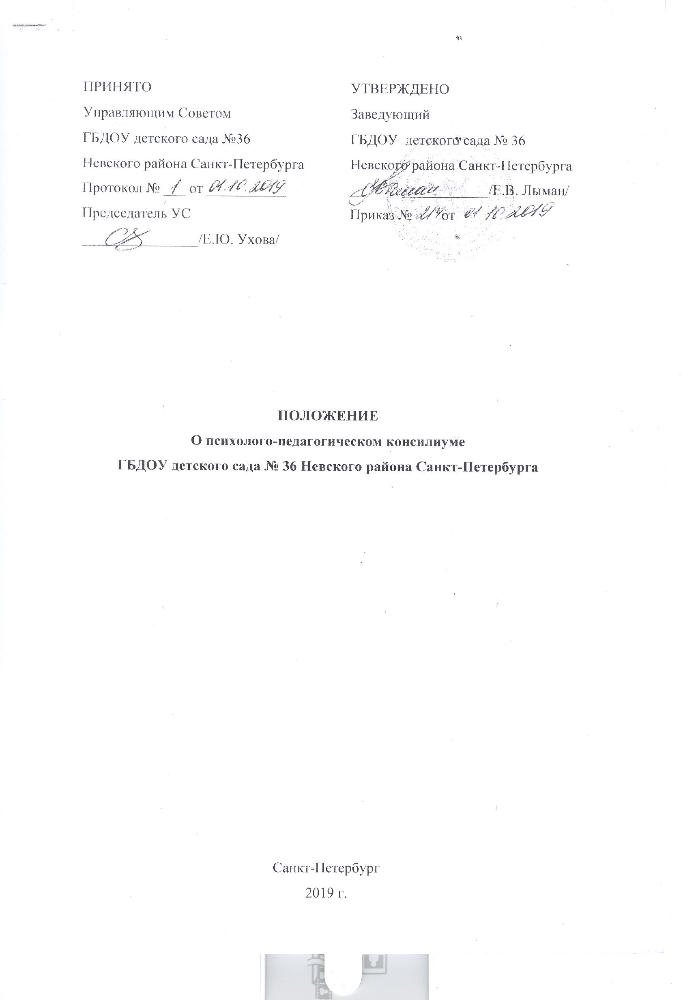 ПРИНЯТО
Управляющим Советом
ГБДОУ детского сада №36
Невского района Санкт-Петербурга
Протокол № 1 от 01.10.2019
Председатель УС
/Е.Ю. Ухова/
УТВЕРЖДЕНО
Заведующий
ГБДОУ детского сада № 36
Невского района Санкт-Петербурга
/Е.В. Лыман/
Приказ № 214 от 01 10 2019
ПОЛОЖЕНИЕ
О психолого-педагогическом консилиуме
ГБДОУ детского сада № 36 Невского района Санкт-Петербурга
Санкт-Петербург
2019 г.